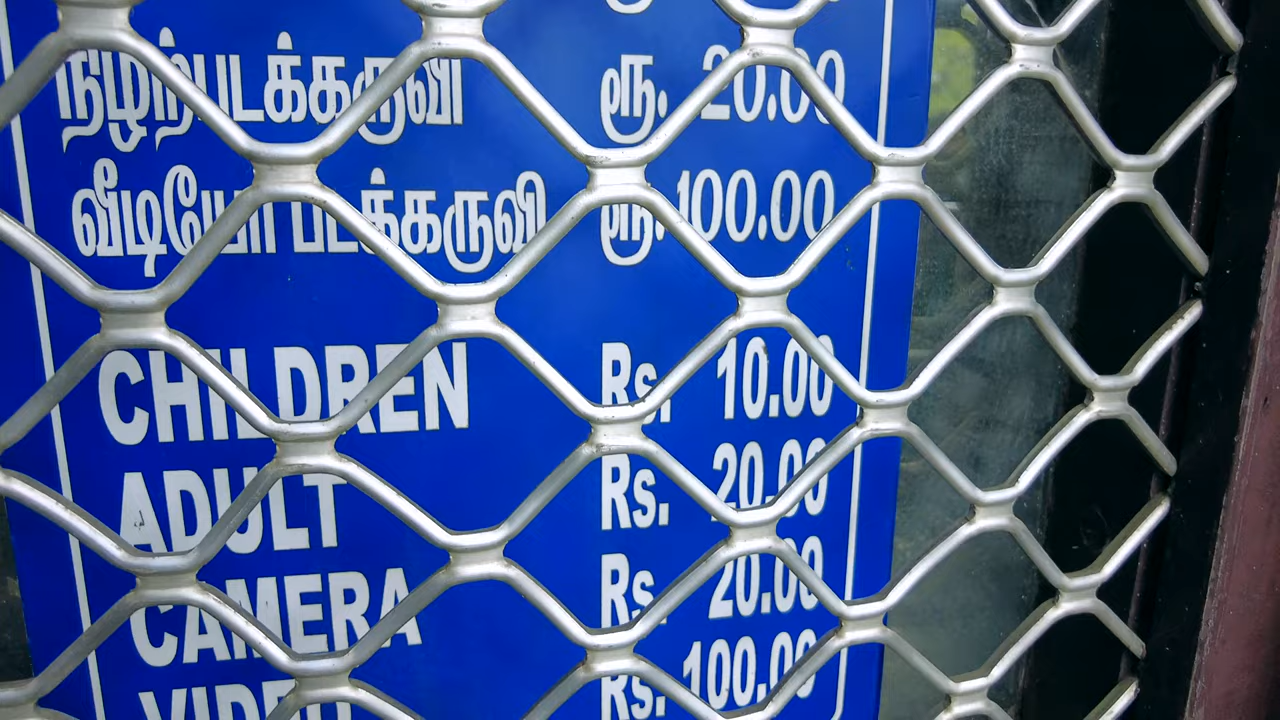 நிழற்படக்கருவி ரூ. 20.00
வீடியோ படக்கருவி ரூ. 100.00
CHILDREN Rs. 10.00
ADULT Rs. 20.00
CAMERA Rs. 20.00
VIDEO Rs. 100.00